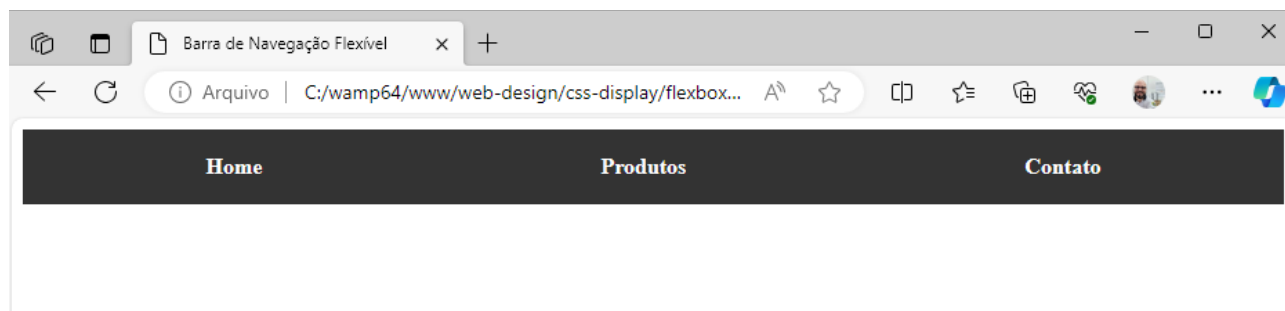 Barra de Navegação Flexível
Arquivo | C:/wamp64/www/web-design/css-display/flexbox...
Home Produtos Contato